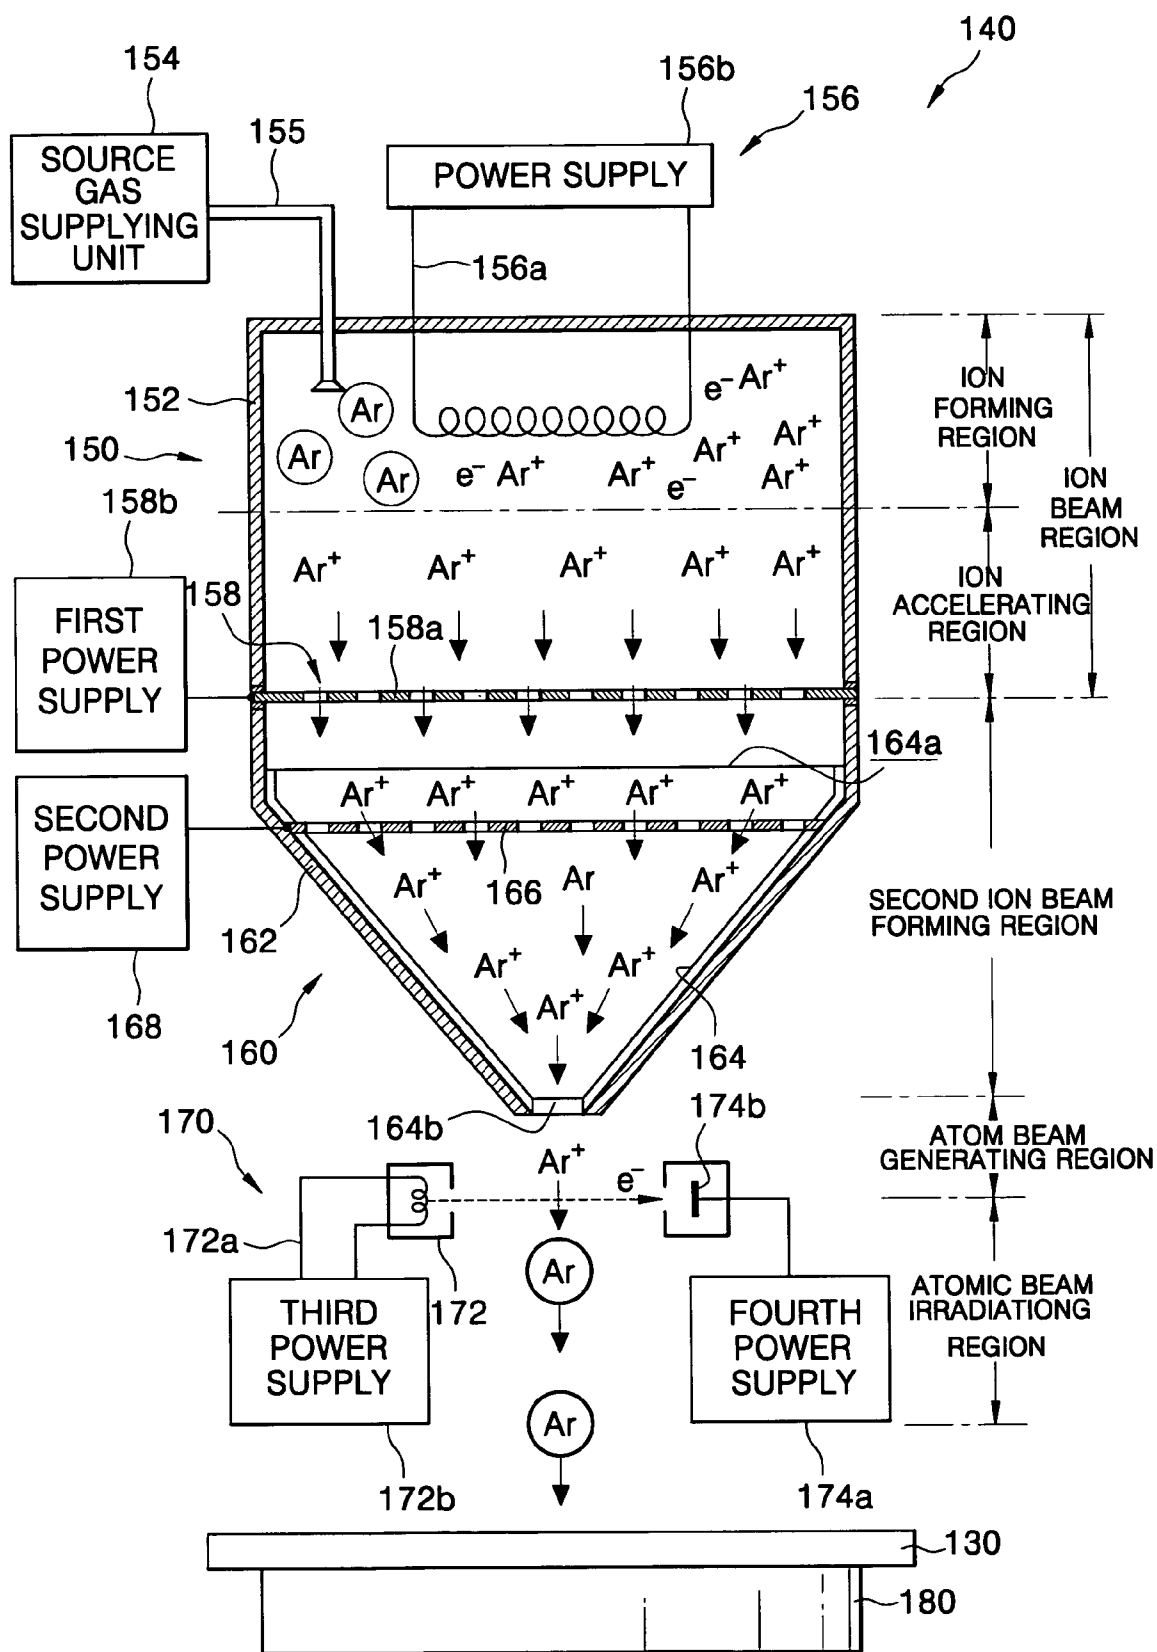 140
154
155
156b
156
SOURCE
GAS
SUPPLYING
UNIT
POWER SUPPLY
156a
152
Ar
e⁻ Ar⁺
ION
FORMING
REGION
150
Ar
Ar
e⁻ Ar⁺
Ar⁺
e⁻
Ar⁺
Ar⁺
Ar⁺
ION
BEAM
REGION
158b
Ar⁺ Ar⁺ Ar⁺ Ar⁺ Ar⁺
ION
ACCELERATING
REGION
158
158a
FIRST
POWER
SUPPLY
164a
Ar⁺ Ar⁺ Ar⁺ Ar⁺ Ar⁺
SECOND
POWER
SUPPLY
Ar⁺ 166 Ar Ar⁺
SECOND ION BEAM
FORMING REGION
162
Ar⁺ Ar⁺
Ar⁺
168
160
164
164b
174b
170
ATOM BEAM
GENERATING REGION
Ar⁺
e⁻
172a
172
Ar
THIRD
POWER
SUPPLY
FOURTH
POWER
SUPPLY
ATOMIC BEAM
IRRADIATIONG
REGION
Ar
172b
174a
130
180